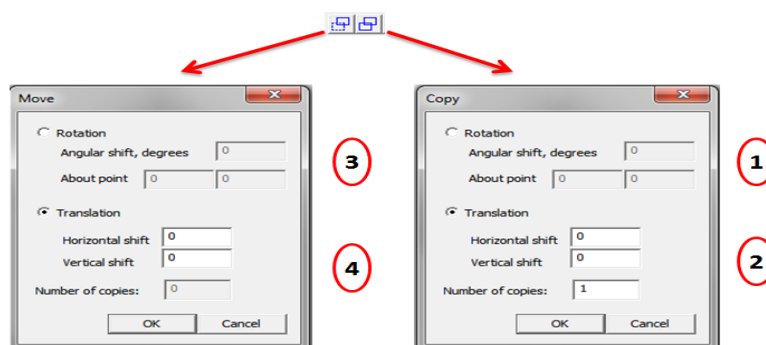 Move
Rotation
Angular shift, degrees 0
About point 0 0
Translation
Horizontal shift 0
Vertical shift 0
Number of copies: 0
OK Cancel
3
4
Copy
Rotation
Angular shift, degrees 0
About point 0 0
Translation
Horizontal shift 0
Vertical shift 0
Number of copies: 1
OK Cancel
1
2